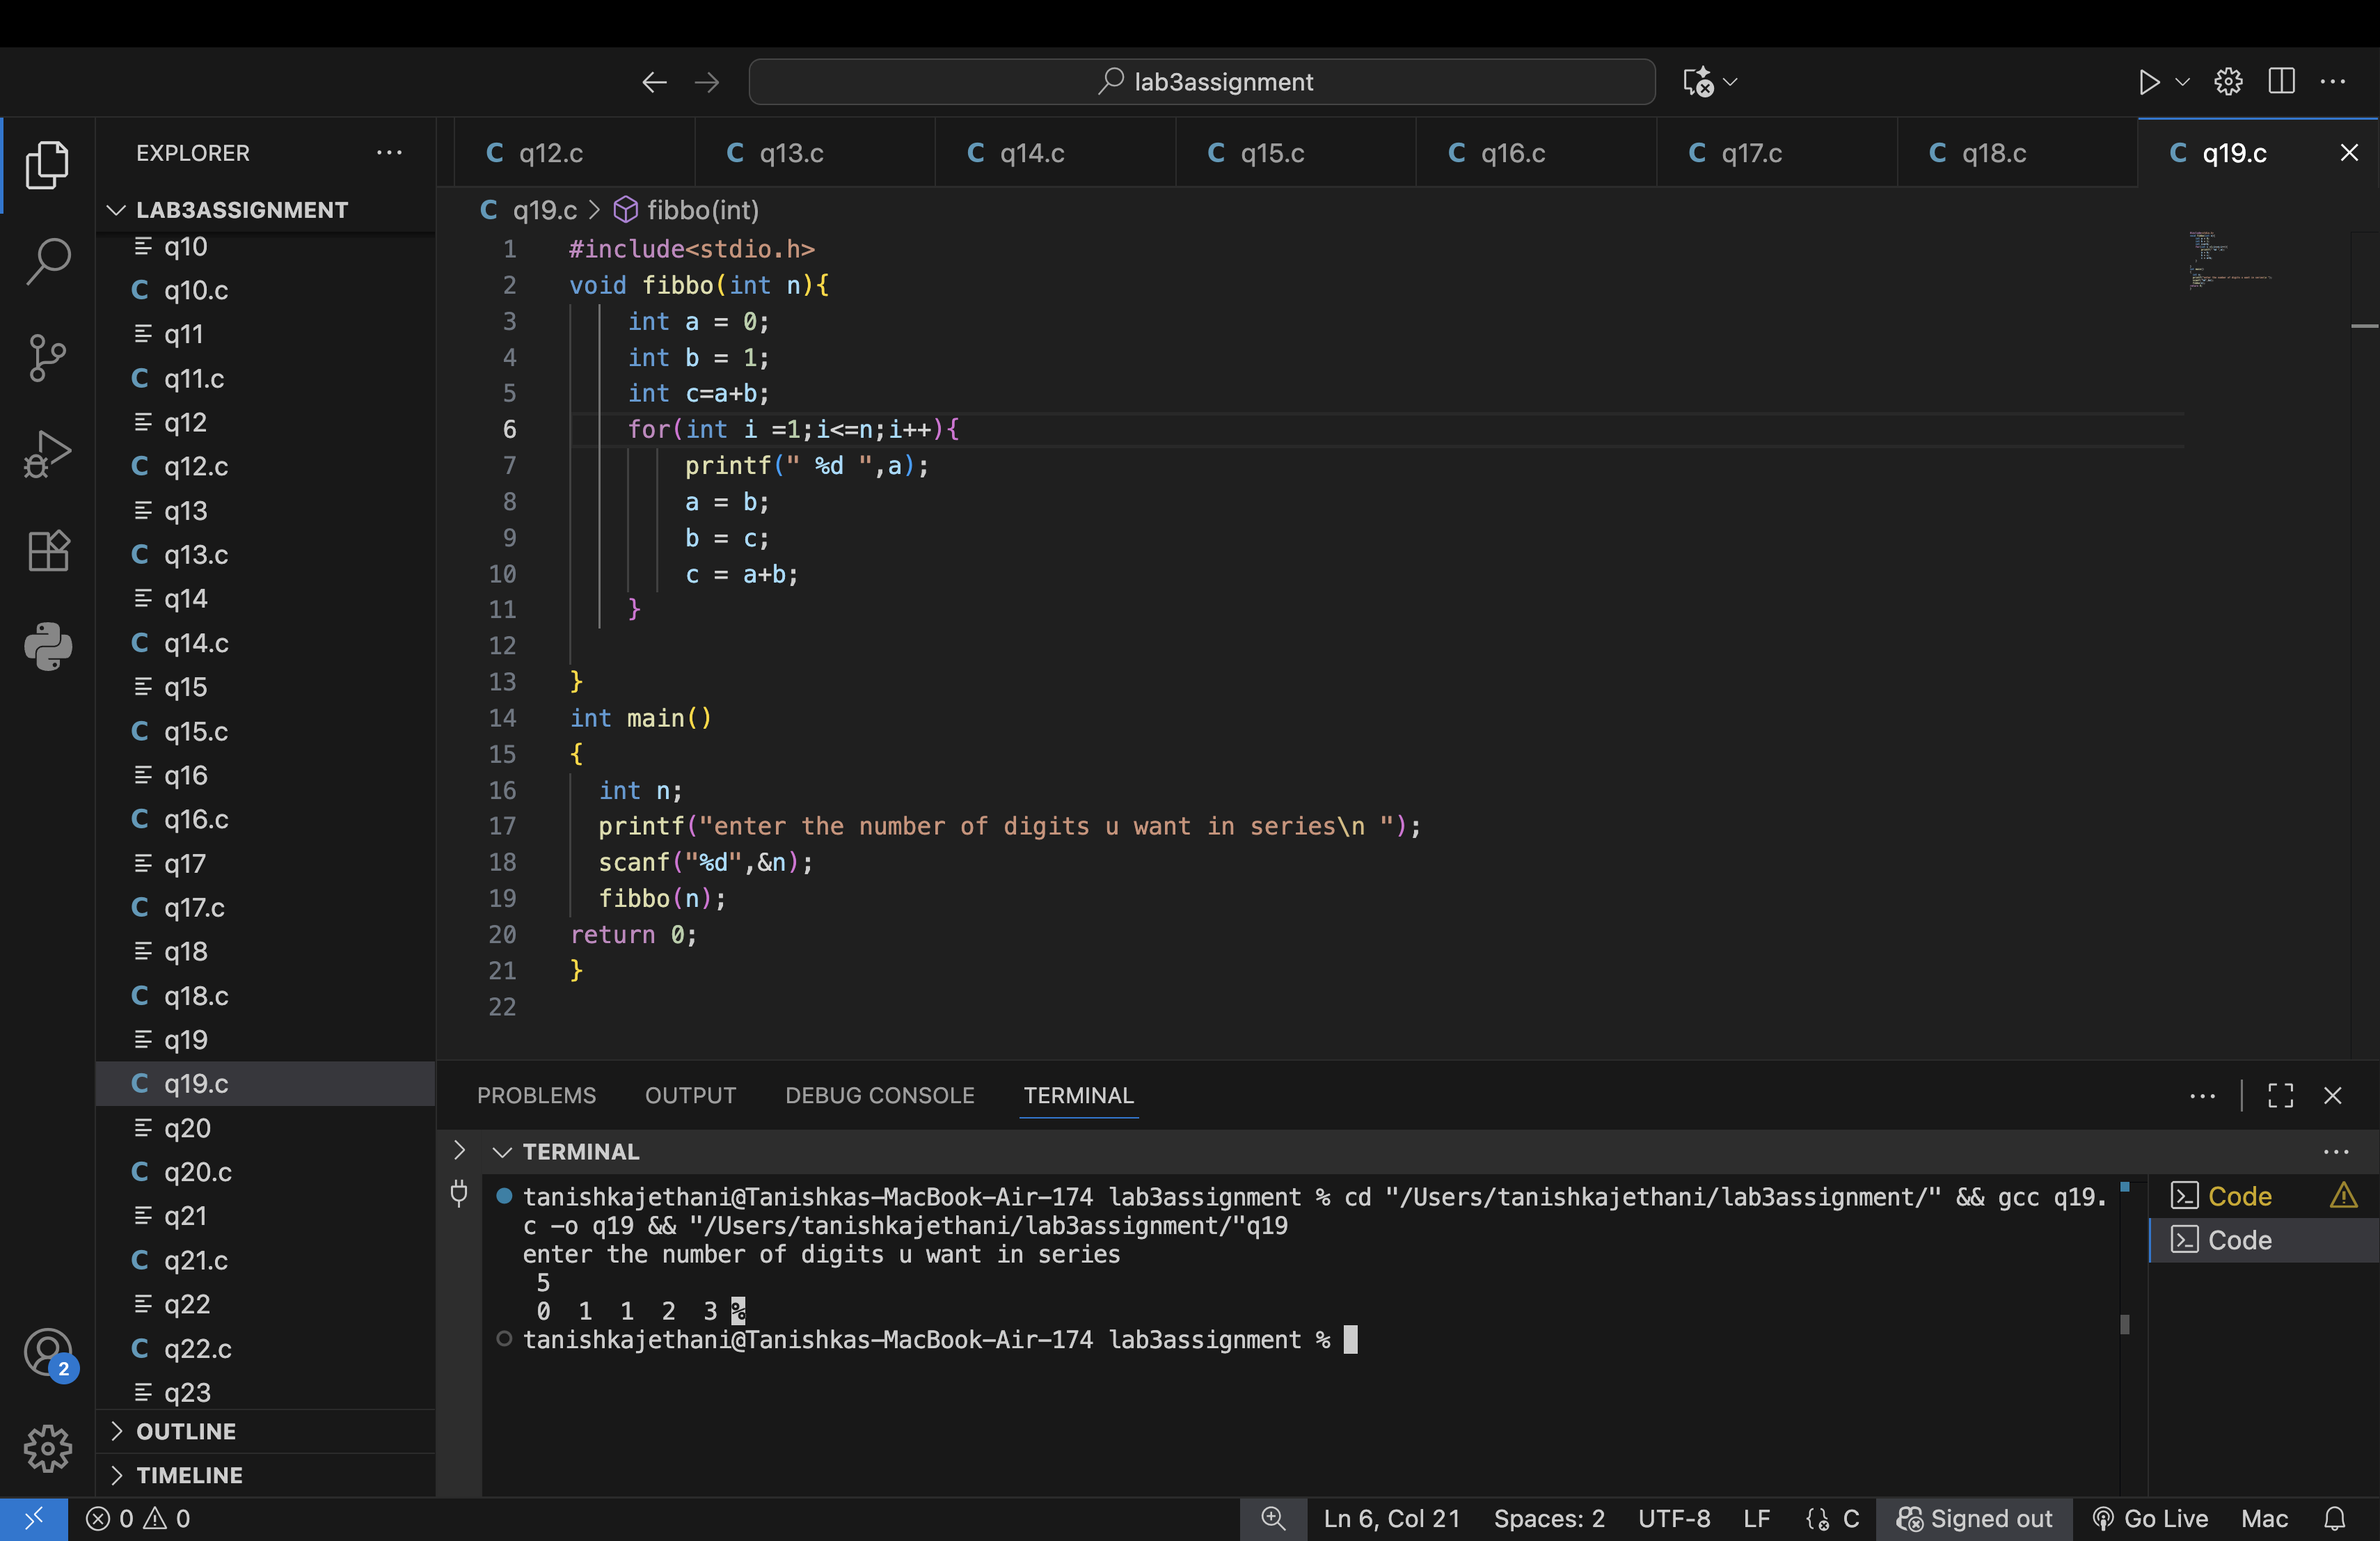 lab3assignment
EXPLORER
LAB3ASSIGNMENT
q10
C q10.c
q11
C q11.c
q12
C q12.c
q13
C q13.c
q14
C q14.c
q15
C q15.c
q16
C q16.c
q17
C q17.c
q18
C q18.c
q19
C q19.c
q20
C q20.c
q21
C q21.c
q22
C q22.c
q23
OUTLINE
TIMELINE
2
C q12.c C q13.c C q14.c C q15.c C q16.c C q17.c C q18.c C q19.c
C q19.c > fibbo(int)
1 #include<stdio.h>
2 void fibbo(int n){
3 int a = 0;
4 int b = 1;
5 int c=a+b;
6 for(int i =1;i<=n;i++){
7 printf(" %d ",a);
8 a = b;
9 b = c;
10 c = a+b;
11 }
12
13 }
14 int main()
15 {
16 int n;
17 printf("enter the number of digits u want in series\n ");
18 scanf("%d",&n);
19 fibbo(n);
20 return 0;
21 }
22
PROBLEMS OUTPUT DEBUG CONSOLE TERMINAL
TERMINAL
tanishkajethani@Tanishkas-MacBook-Air-174 lab3assignment % cd "/Users/tanishkajethani/lab3assignment/" && gcc q19.
c -o q19 && "/Users/tanishkajethani/lab3assignment/"q19
enter the number of digits u want in series
5
0 1 1 2 3 %
tanishkajethani@Tanishkas-MacBook-Air-174 lab3assignment %
Code
Code
0 0 Ln 6, Col 21 Spaces: 2 UTF-8 LF {} C Signed out Go Live Mac